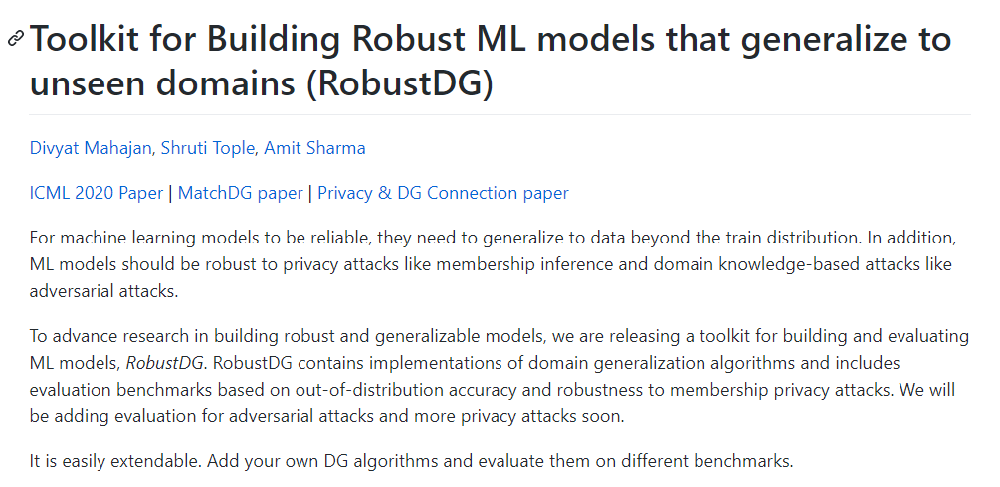 Toolkit for Building Robust ML models that generalize to
unseen domains (RobustDG)
Divyat Mahajan, Shruti Tople, Amit Sharma
ICML 2020 Paper | MatchDG paper | Privacy & DG Connection paper
For machine learning models to be reliable, they need to generalize to data beyond the train distribution. In addition,
ML models should be robust to privacy attacks like membership inference and domain knowledge-based attacks like
adversarial attacks.
To advance research in building robust and generalizable models, we are releasing a toolkit for building and evaluating
ML models, RobustDG. RobustDG contains implementations of domain generalization algorithms and includes
evaluation benchmarks based on out-of-distribution accuracy and robustness to membership privacy attacks. We will
be adding evaluation for adversarial attacks and more privacy attacks soon.
It is easily extendable. Add your own DG algorithms and evaluate them on different benchmarks.